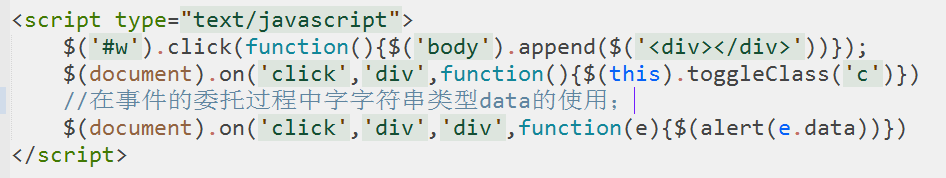 <script type="text/javascript">
$('#w').click(function(){$('body').append($('<div></div>'))});
$(document).on('click','div',function(){$(this).toggleClass('c')})
//在事件的委托过程中字字符串类型data的使用;
$(document).on('click','div','div',function(e){$(alert(e.data))})
</script>